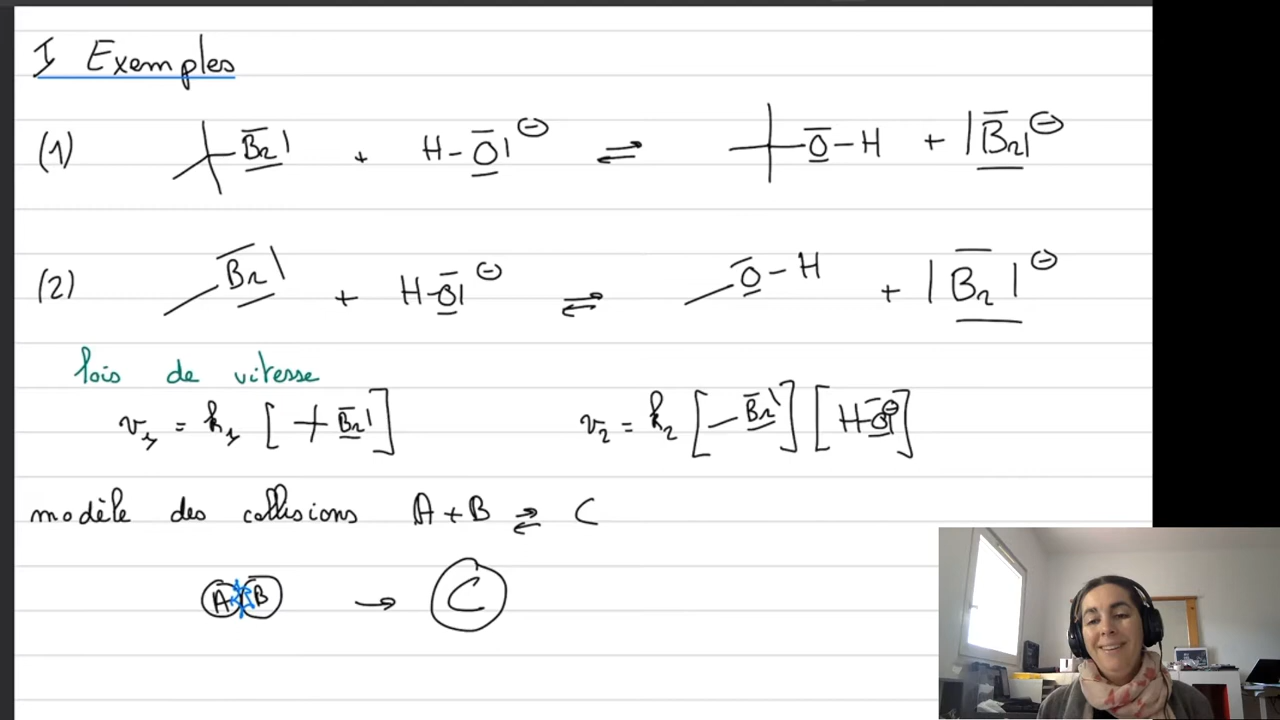 I Exemples
(1) Br + H-O ⊖ ⇌ O-H + Br ⊖
(2) Br + H-O ⊖ ⇌ O-H + Br ⊖
lois de vitesse
v₁ = k₁ [Br] v₂ = k₂ [Br] [H-O⊖]
modèle des collisions A + B ⇌ C
A B → C